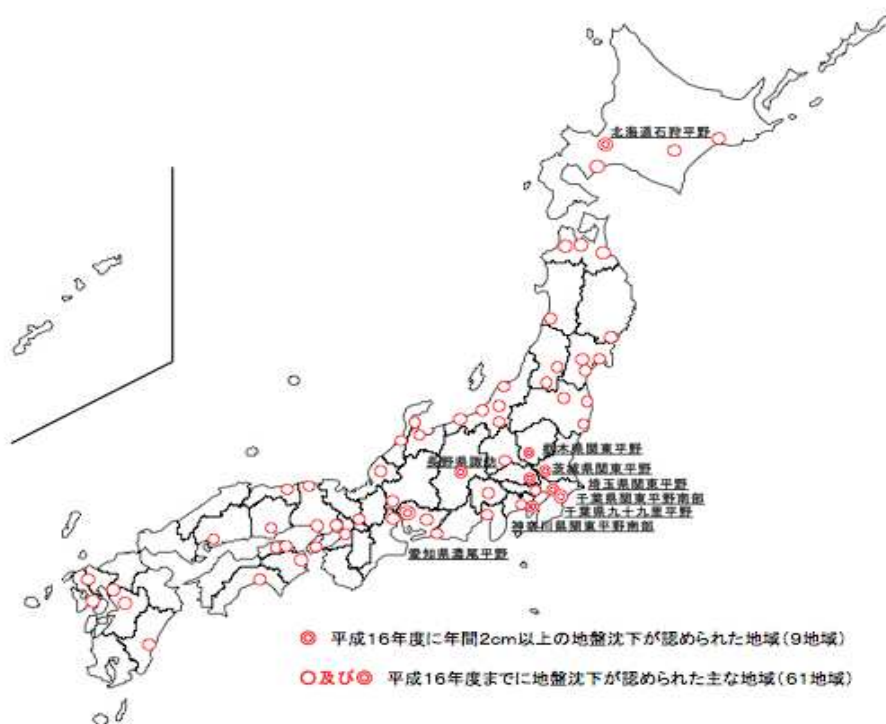 北海道石狩平野
栃木県関東平野
長野県諏訪
茨城県関東平野
埼玉県関東平野
千葉県関東平野南部
千葉県九十九里平野
神奈川県関東平野南部
愛知県濃尾平野
◎ 平成16年度に年間2cm以上の地盤沈下が認められた地域(9地域)
○及び◎ 平成16年度までに地盤沈下が認められた主な地域(61地域)